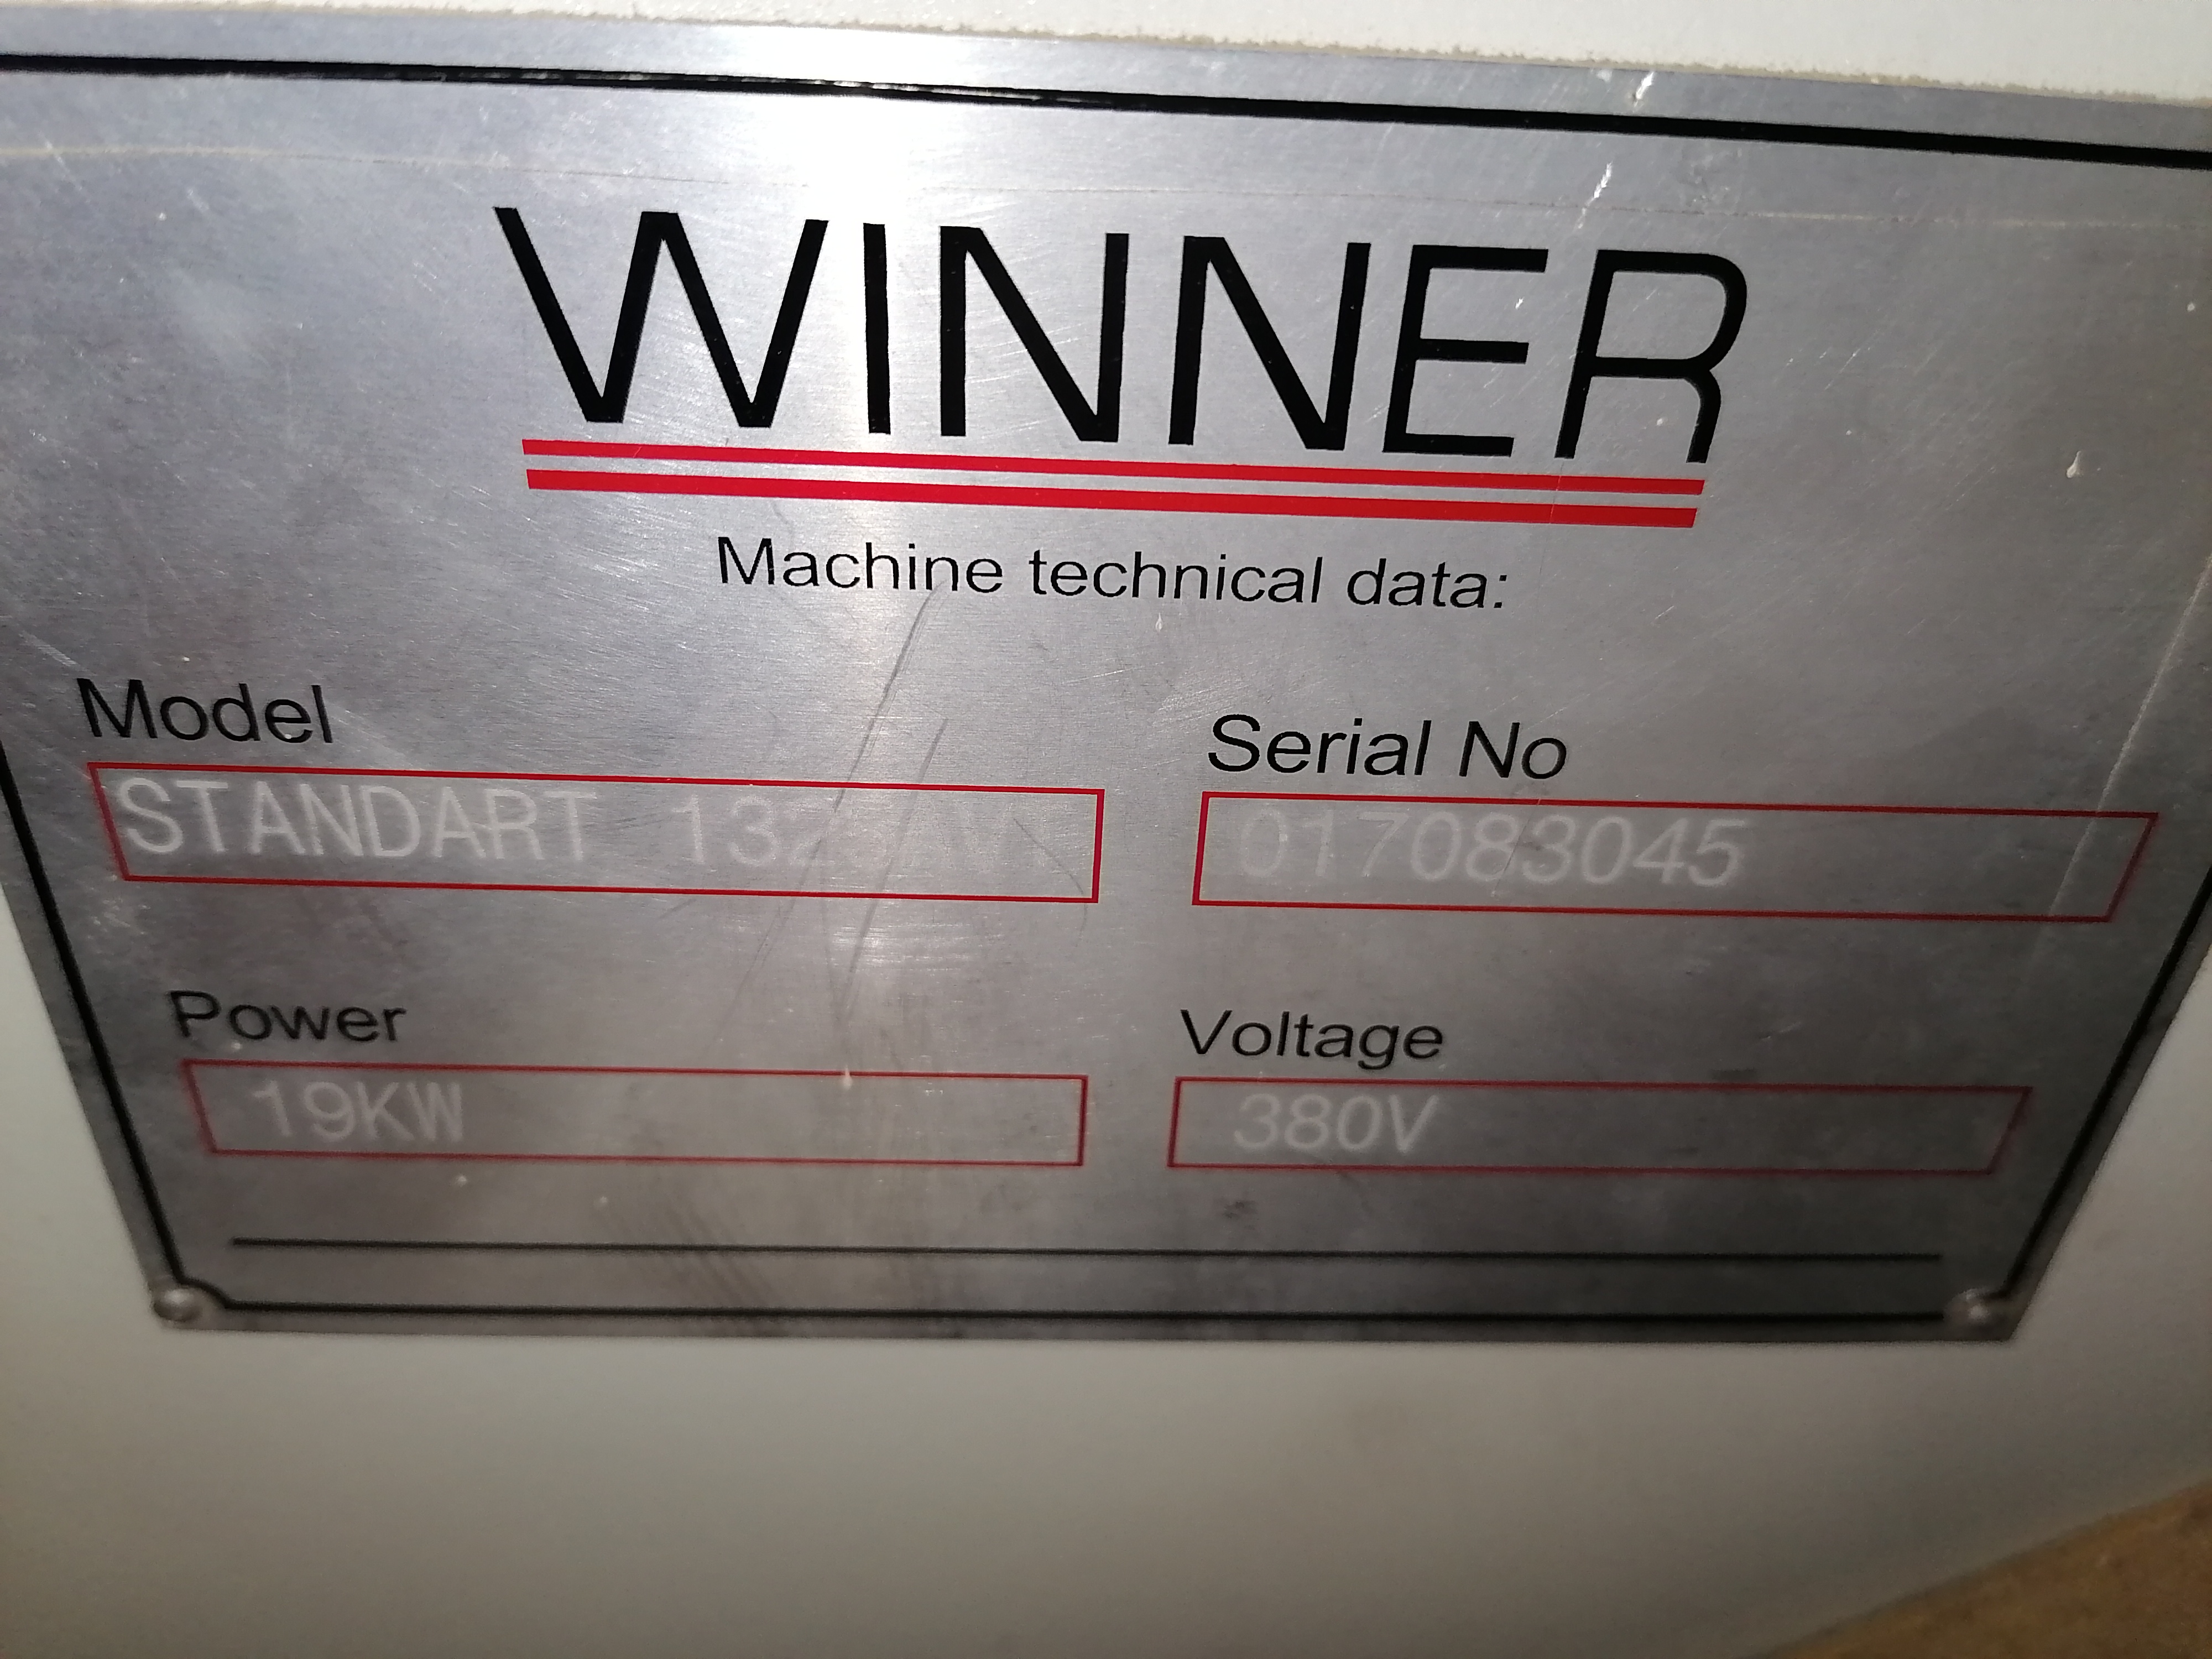 WINNER
Machine technical data:
Model
STANDART
Serial No
017083045
Power
19KW
Voltage
380V